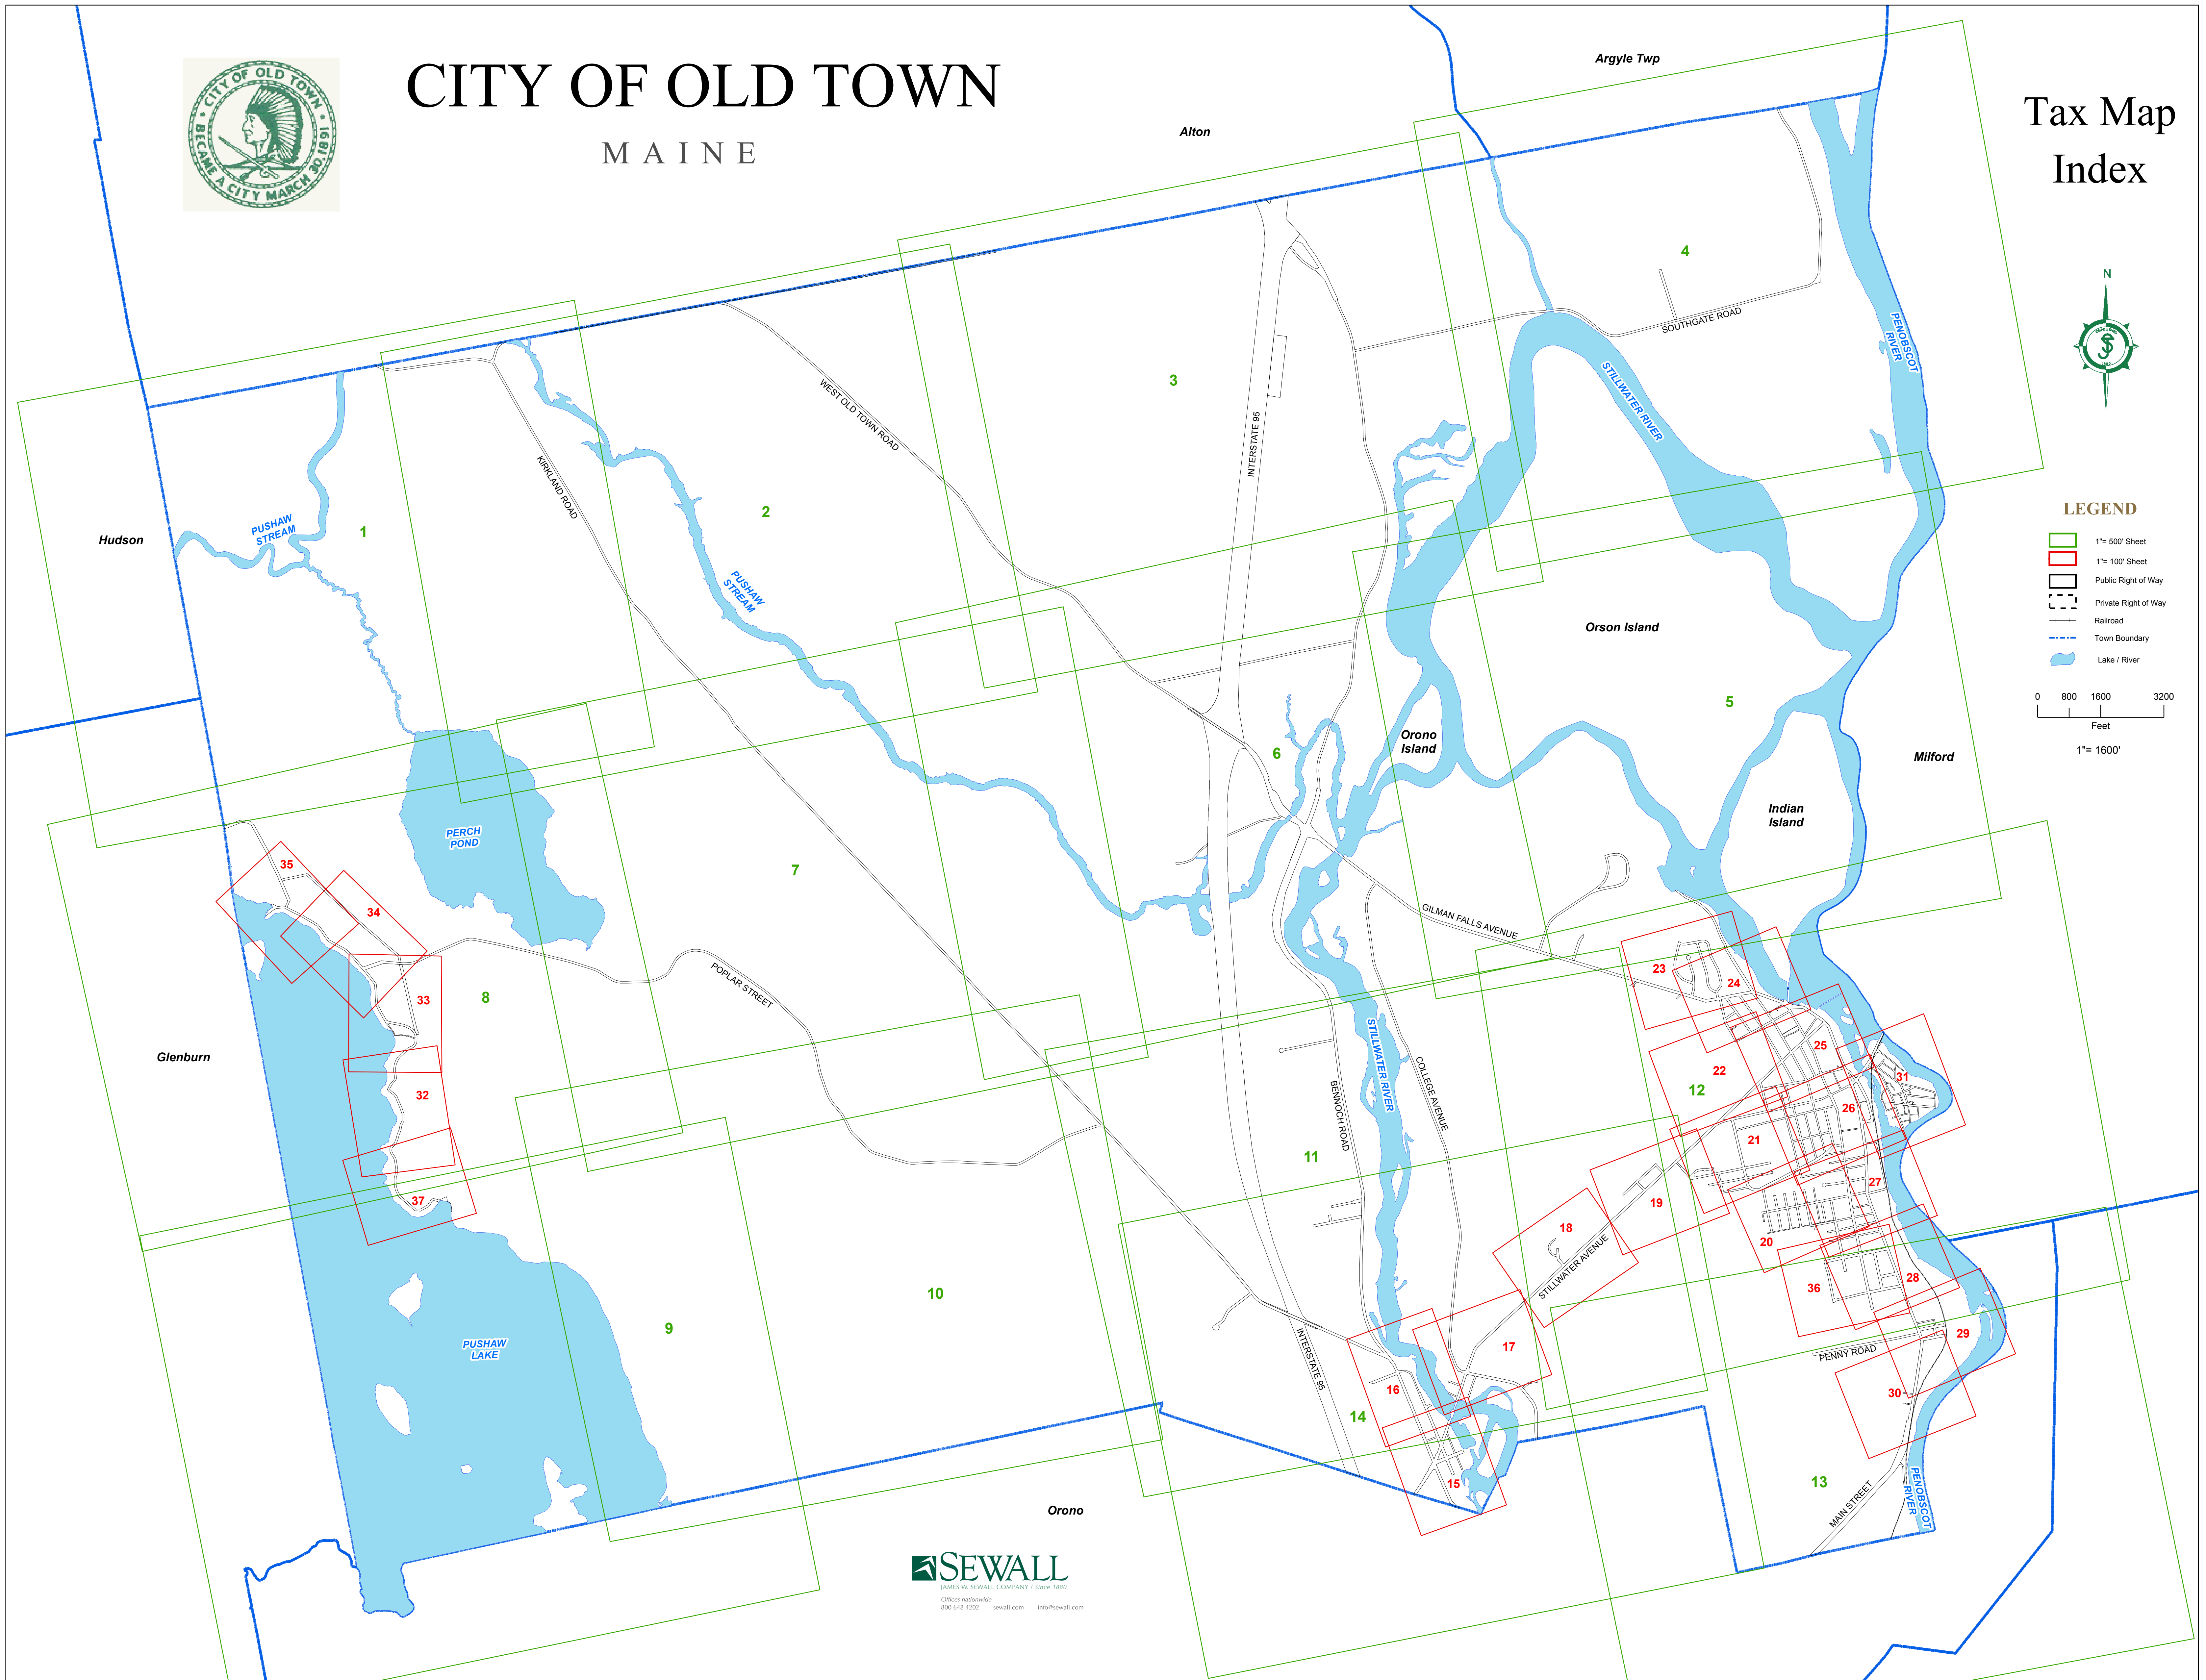 CITY OF OLD TOWN
BECAME A CITY MARCH 30, 1891
CITY OF OLD TOWN
MAINE
Tax Map
Index
Argyle Twp
Alton
N
4
SOUTHGATE ROAD
PENOBSCOT
RIVER
3
STILLWATER RIVER
WEST OLD TOWN ROAD
INTERSTATE 95
KIRKLAND ROAD
2
1
PUSHAW
STREAM
Hudson
PUSHAW
STREAM
LEGEND
1"= 500' Sheet
1"= 100' Sheet
Public Right of Way
Private Right of Way
Railroad
Town Boundary
Lake / River
0 800 1600 3200
Feet
1"= 1600'
Orson Island
5
Orono
Island
6
Milford
Indian
Island
PERCH
POND
7
35
34
GILMAN FALLS AVENUE
23
24
POPLAR STREET
8
33
Glenburn
STILLWATER RIVER
COLLEGE AVENUE
BENNOCH ROAD
25
22
31
12
32
26
21
11
27
37
19
18
20
STILLWATER AVENUE
36
28
10
9
PUSHAW
LAKE
INTERSTATE 95
17
29
PENNY ROAD
16
30
14
15
13
MAIN STREET
PENOBSCOT
RIVER
Orono
SEWALL
JAMES W. SEWALL COMPANY / Since 1880
Offices nationwide
800 648 4202 sewall.com info@sewall.com